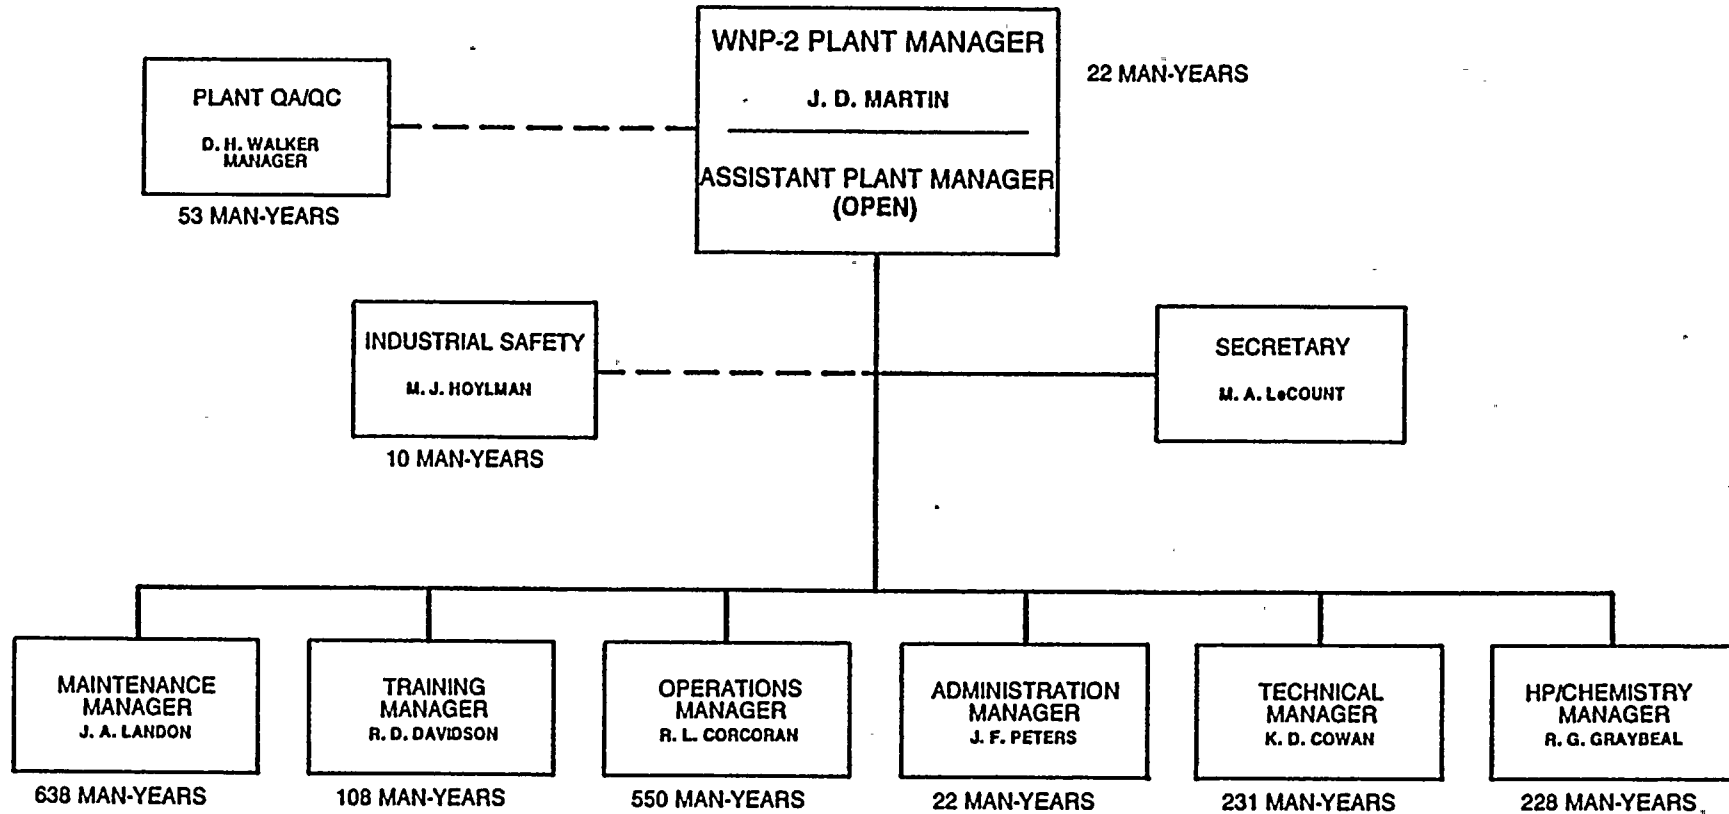 WNP-2 PLANT MANAGER
J. D. MARTIN
ASSISTANT PLANT MANAGER
(OPEN)
22 MAN-YEARS
PLANT QA/QC
D. H. WALKER
MANAGER
53 MAN-YEARS
INDUSTRIAL SAFETY
M. J. HOYLMAN
10 MAN-YEARS
SECRETARY
M. A. LeCOUNT
MAINTENANCE
MANAGER
J. A. LANDON
638 MAN-YEARS
TRAINING
MANAGER
R. D. DAVIDSON
108 MAN-YEARS
OPERATIONS
MANAGER
R. L. CORCORAN
550 MAN-YEARS
ADMINISTRATION
MANAGER
J. F. PETERS
22 MAN-YEARS
TECHNICAL
MANAGER
K. D. COWAN
231 MAN-YEARS
HP/CHEMISTRY
MANAGER
R. G. GRAYBEAL
228 MAN-YEARS